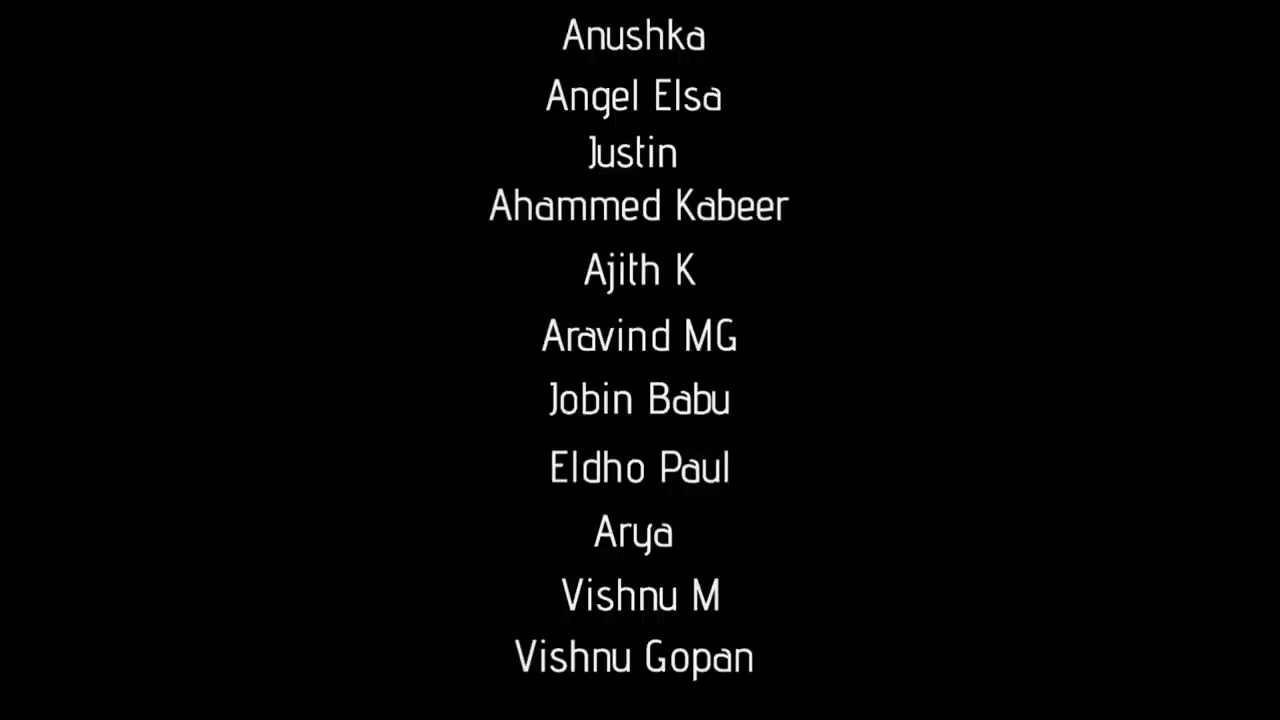 Anushka
Angel Elsa
Justin
Ahammed Kabeer
Ajith K
Aravind MG
Jobin Babu
Eldho Paul
Arya
Vishnu M
Vishnu Gopan